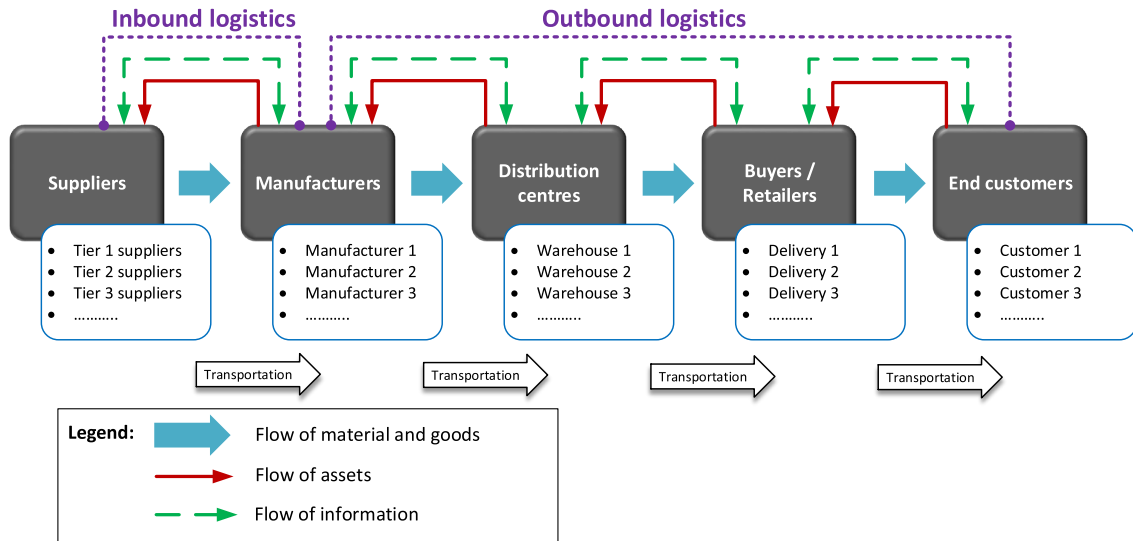 Inbound logistics
Outbound logistics
Suppliers
Manufacturers
Distribution
centres
Buyers /
Retailers
End customers
• Tier 1 suppliers
• Tier 2 suppliers
• Tier 3 suppliers
• ………..
• Manufacturer 1
• Manufacturer 2
• Manufacturer 3
• ………..
• Warehouse 1
• Warehouse 2
• Warehouse 3
• ………..
• Delivery 1
• Delivery 2
• Delivery 3
• ………..
• Customer 1
• Customer 2
• Customer 3
• ………..
Transportation
Transportation
Transportation
Transportation
Legend:
Flow of material and goods
Flow of assets
Flow of information